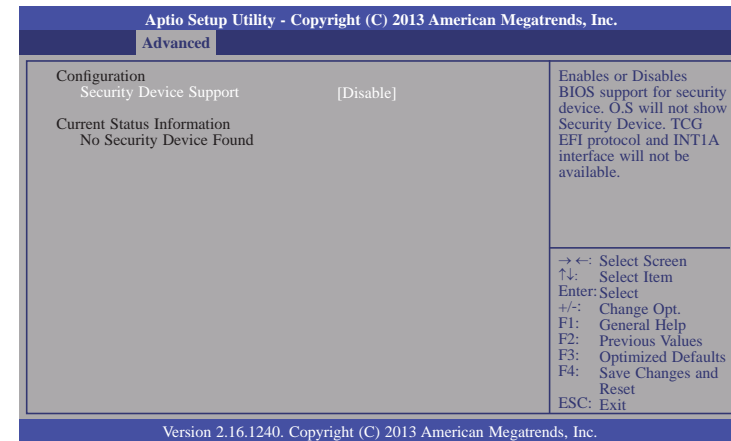 Aptio Setup Utility - Copyright (C) 2013 American Megatrends, Inc.
Advanced
Configuration
Security Device Support [Disable]
Current Status Information
No Security Device Found
Enables or Disables
BIOS support for security
device. O.S will not show
Security Device. TCG
EFI protocol and INT1A
interface will not be
available.
→ ←: Select Screen
↑↓: Select Item
Enter: Select
+/-: Change Opt.
F1: General Help
F2: Previous Values
F3: Optimized Defaults
F4: Save Changes and
Reset
ESC: Exit
Version 2.16.1240. Copyright (C) 2013 American Megatrends, Inc.